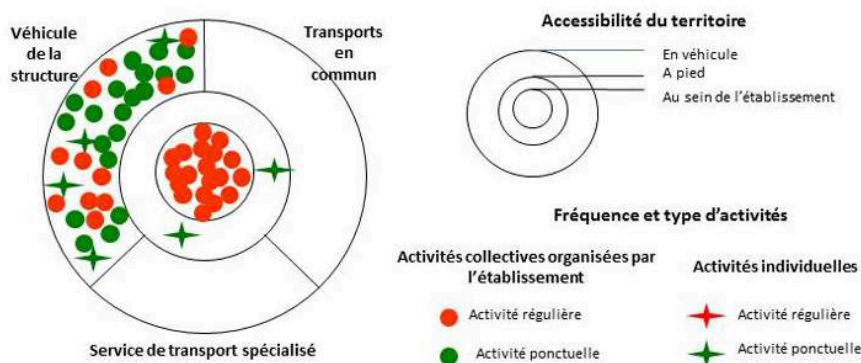 Véhicule
de la
structure
Transports
en
commun
Service de transport spécialisé
Accessibilité du territoire
En véhicule
A pied
Au sein de l'établissement
Fréquence et type d'activités
Activités collectives organisées par
l'établissement
Activité régulière
Activité ponctuelle
Activités individuelles
Activité régulière
Activité ponctuelle